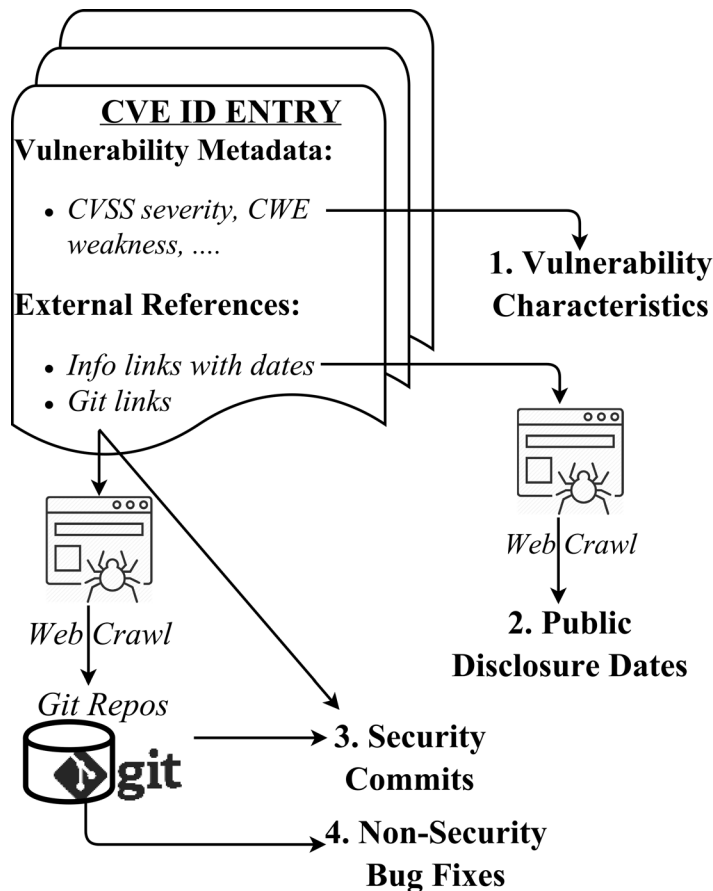 CVE ID ENTRY
Vulnerability Metadata:
• CVSS severity, CWE
weakness, ....
1. Vulnerability
Characteristics
External References:
• Info links with dates
• Git links
Web Crawl
2. Public
Disclosure Dates
Web Crawl
Git Repos
git
3. Security
Commits
4. Non-Security
Bug Fixes